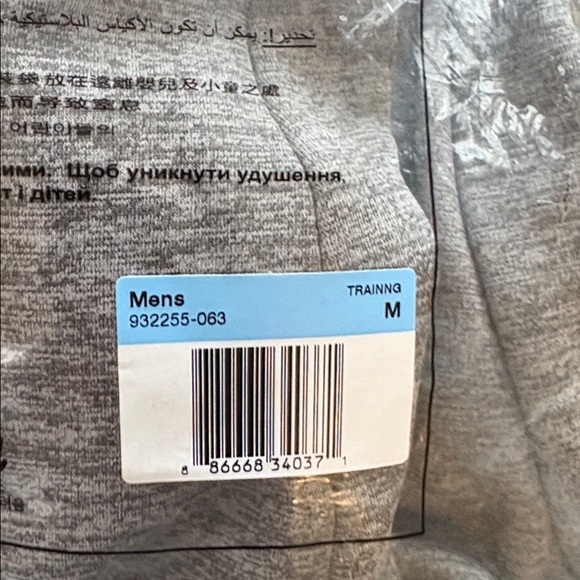 تحذير!: يمكن أن تكون الأكياس البلاستيكية
袋放在遠離嬰兒及小童之處
而导致窒息
어린이들의
ими. Щоб уникнути удушення,
т і дітей.
Mens
TRAINNG
932255-063
M
8 86668 34037 1